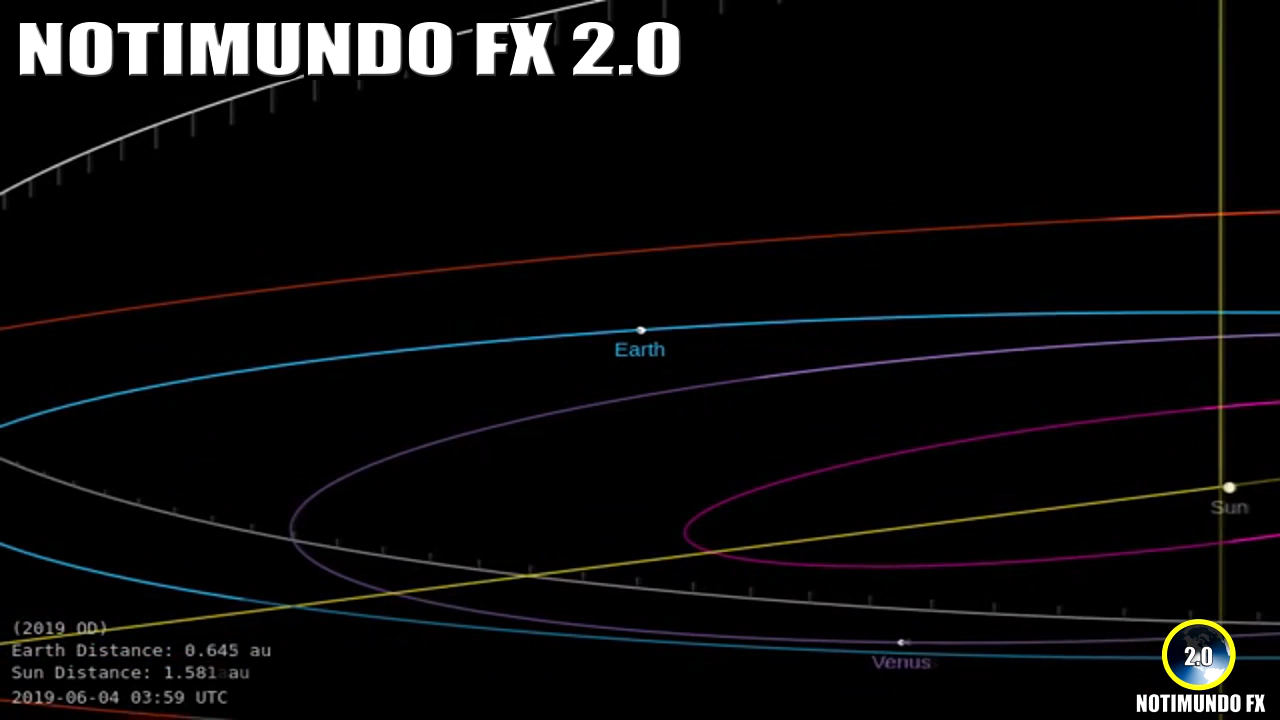 NOTIMUNDO FX 2.0
Earth
Sun
Venus
(2019 OD)
Earth Distance: 0.645 au
Sun Distance: 1.581 au
2019-06-04 03:59 UTC
2.0
NOTIMUNDO FX